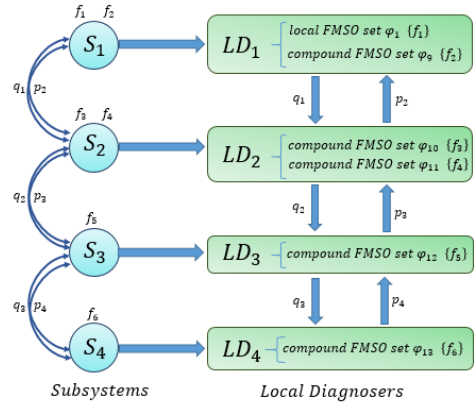 f₁ f₂
S₁
LD₁
local FMSO set φ₁ {f₁}
compound FMSO set φ₉ {f₂}
q₁ p₂
q₁
p₂
f₃ f₄
S₂
LD₂
compound FMSO set φ₁₀ {f₃}
compound FMSO set φ₁₁ {f₄}
q₂ p₃
q₂
p₃
f₅
S₃
LD₃
compound FMSO set φ₁₂ {f₅}
q₃ p₄
q₃
p₄
f₆
S₄
LD₄
compound FMSO set φ₁₃ {f₆}
Subsystems
Local Diagnosers